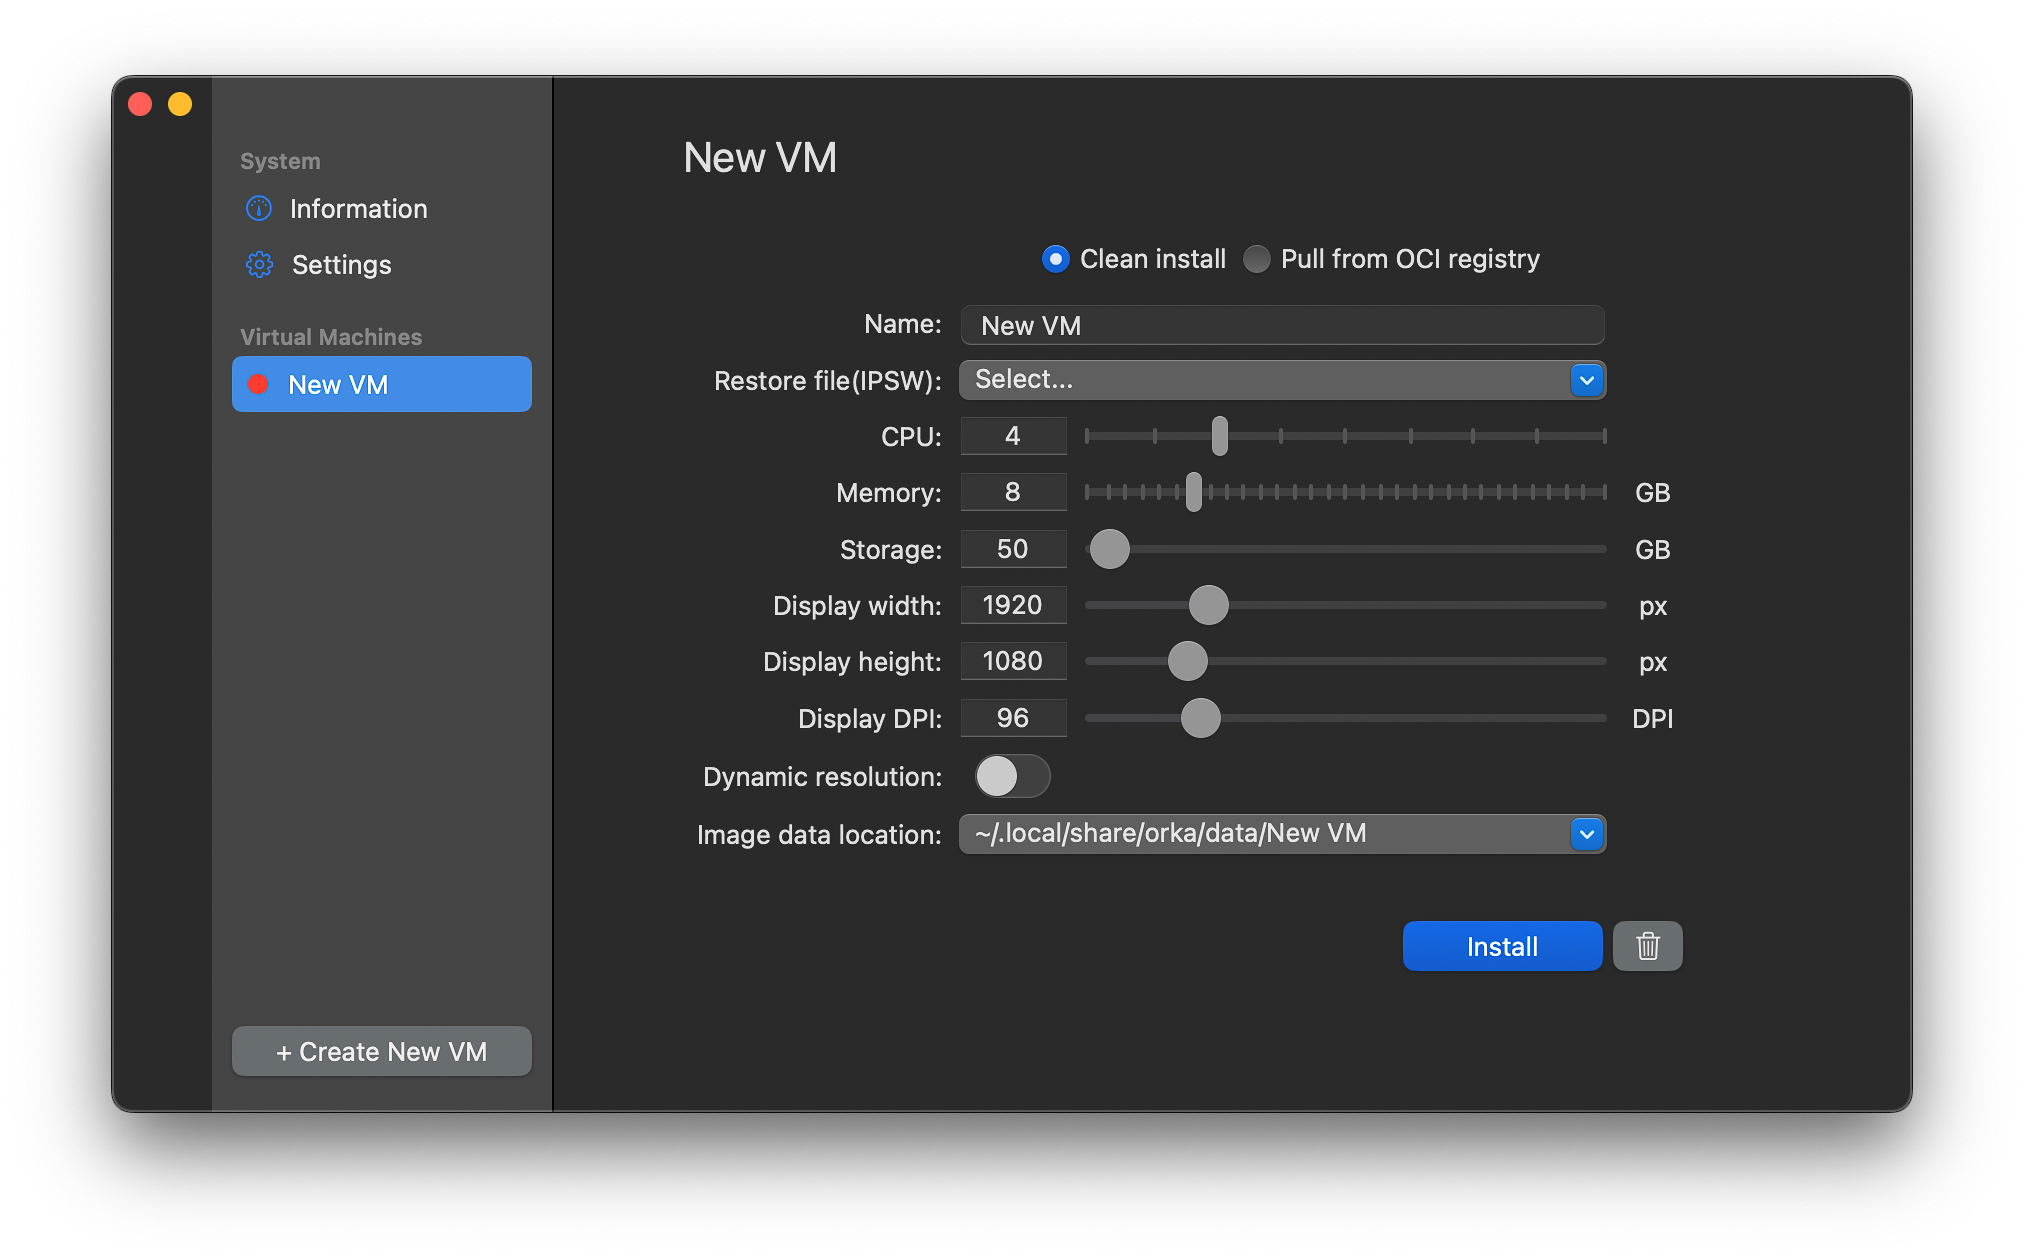 System
Information
Settings
Virtual Machines
New VM
+ Create New VM
New VM
Clean install Pull from OCI registry
Name: New VM
Restore file(IPSW): Select...
CPU: 4
Memory: 8 GB
Storage: 50 GB
Display width: 1920 px
Display height: 1080 px
Display DPI: 96 DPI
Dynamic resolution:
Image data location: ~/.local/share/orka/data/New VM
Install